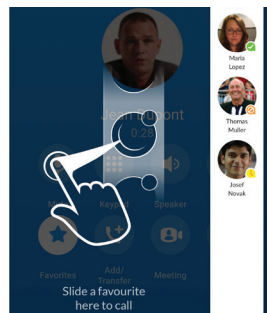 Jean Dupont
0:28
Keypad
Speaker
Favorites
Add/
Transfer
Meeting
Slide a favourite
here to call
Maria
Lopez
Thomas
Muller
Josef
Novak